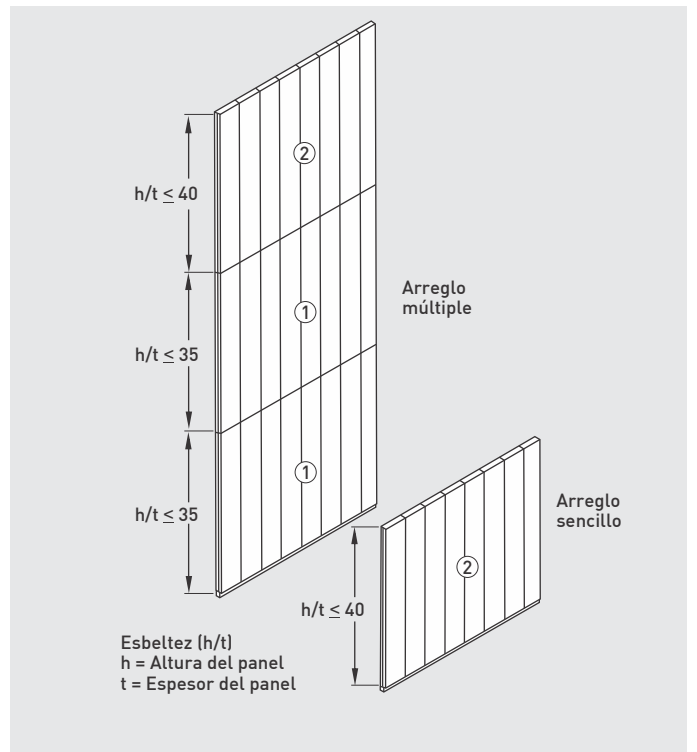 ②
h/t ≤ 40
Arreglo
múltiple
①
h/t ≤ 35
①
h/t ≤ 35
Arreglo
sencillo
②
h/t ≤ 40
Esbeltez (h/t)
h = Altura del panel
t = Espesor del panel